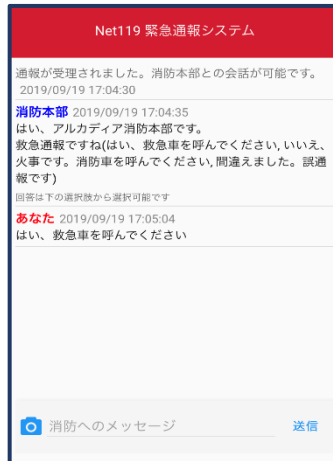 Net119 緊急通報システム
通報が受理されました。消防本部との会話が可能です。
2019/09/19 17:04:30
消防本部 2019/09/19 17:04:35
はい、アルカディア消防本部です。
救急通報ですね(はい、救急車を呼んでください, いいえ、
火事です。消防車を呼んでください, 間違えました。誤通
報です)
回答は下の選択肢から選択可能です
あなた 2019/09/19 17:05:04
はい、救急車を呼んでください
消防へのメッセージ 送信